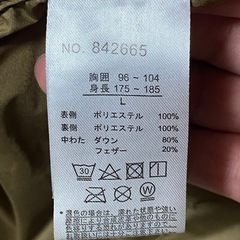 NO. 842665
胸囲 96～104
身長 175～185
L
表側 ポリエステル 100%
裏側 ポリエステル 100%
中わた ダウン 80%
フェザー 20%
30
W